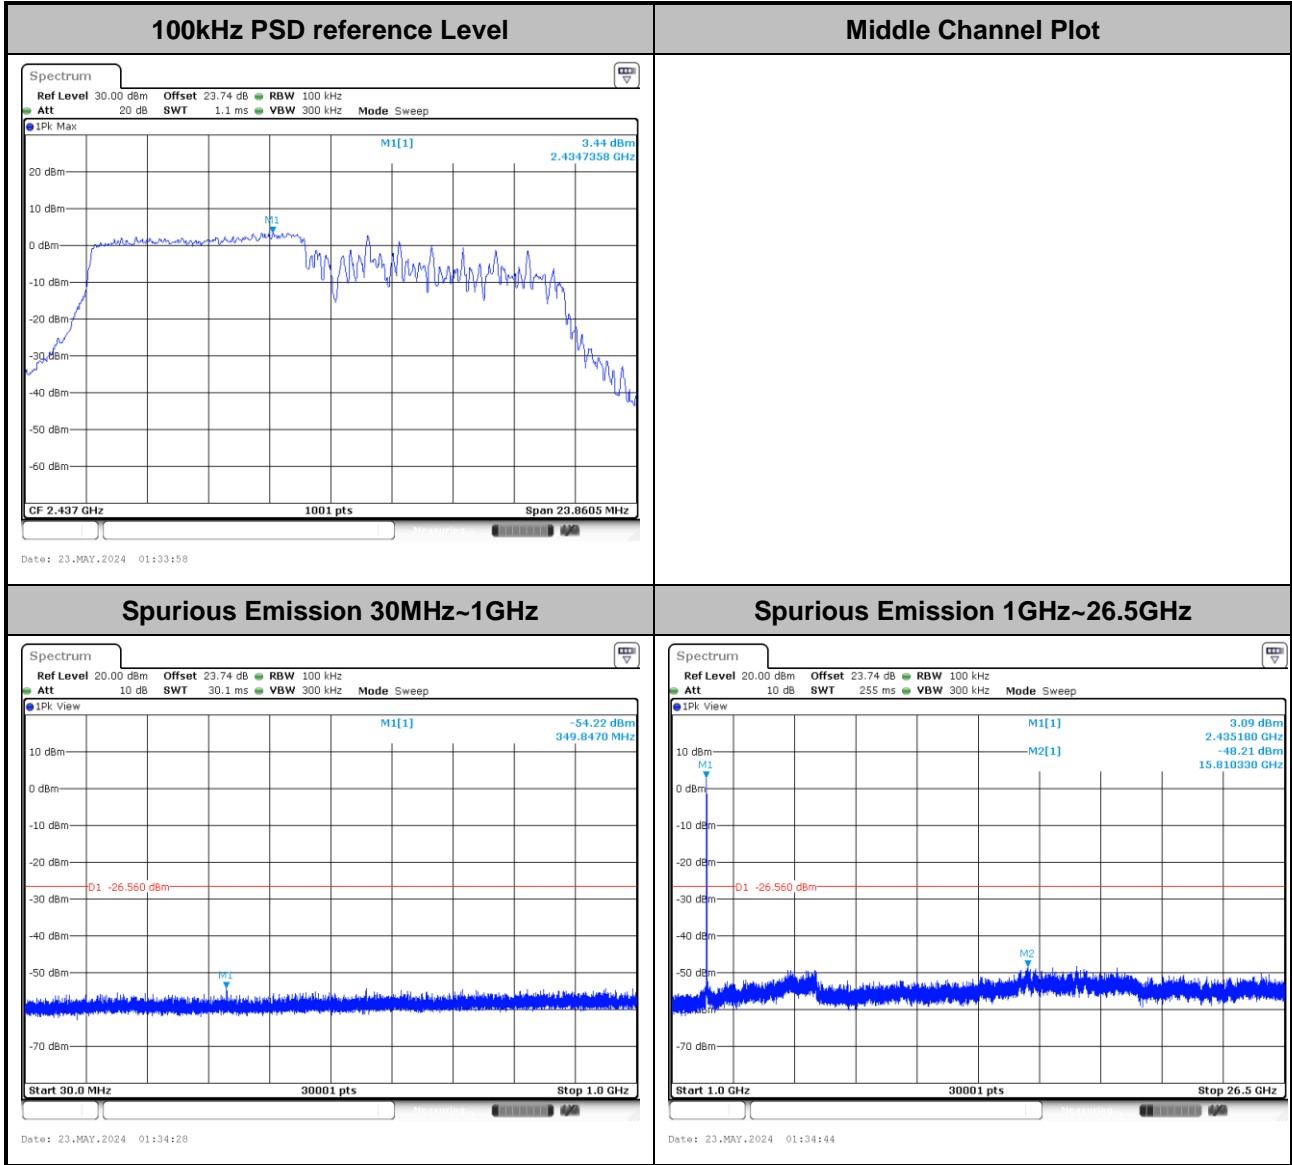 100kHz PSD reference Level
Middle Channel Plot
Spectrum
Ref Level 30.00 dBm Offset 23.74 dB RBW 100 kHz
Att 20 dB SWT 1.1 ms VBW 300 kHz Mode Sweep
1Pk Max
M1[1] 3.44 dBm
2.4347358 GHz
20 dBm
10 dBm
M1
0 dBm
-10 dBm
-20 dBm
-30 dBm
-40 dBm
-50 dBm
-60 dBm
CF 2.437 GHz 1001 pts Span 23.8605 MHz
Measuring...
Date: 23.MAY.2024 01:33:58
Spurious Emission 30MHz~1GHz
Spurious Emission 1GHz~26.5GHz
Spectrum
Ref Level 20.00 dBm Offset 23.74 dB RBW 100 kHz
Att 10 dB SWT 30.1 ms VBW 300 kHz Mode Sweep
1Pk View
M1[1] -54.22 dBm
349.8470 MHz
10 dBm
0 dBm
-10 dBm
-20 dBm
D1 -26.560 dBm
-30 dBm
-40 dBm
-50 dBm
M1
-70 dBm
Start 30.0 MHz 30001 pts Stop 1.0 GHz
Measuring...
Date: 23.MAY.2024 01:34:28
Spectrum
Ref Level 20.00 dBm Offset 23.74 dB RBW 100 kHz
Att 10 dB SWT 255 ms VBW 300 kHz Mode Sweep
1Pk View
M1[1] 3.09 dBm
2.435180 GHz
10 dBm M2[1] -48.21 dBm
M1 15.810330 GHz
0 dBm
-10 dBm
-20 dBm
D1 -26.560 dBm
-30 dBm
-40 dBm
M2
-50 dBm
-70 dBm
Start 1.0 GHz 30001 pts Stop 26.5 GHz
Measuring...
Date: 23.MAY.2024 01:34:44